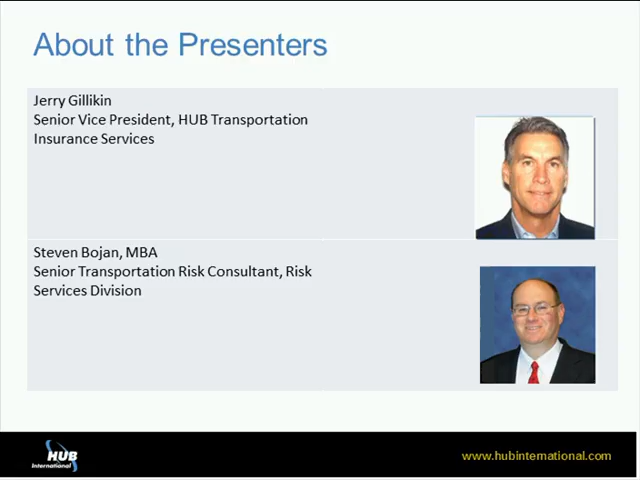 About the Presenters
Jerry Gillikin
Senior Vice President, HUB Transportation
Insurance Services
Steven Bojan, MBA
Senior Transportation Risk Consultant, Risk
Services Division
HUB
International
www.hubinternational.com